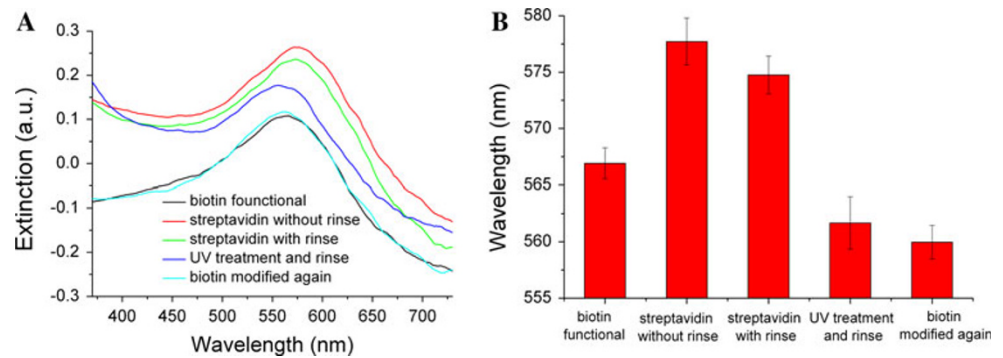 A
Extinction (a.u.)
0.3
0.2
0.1
0.0
-0.1
-0.2
-0.3
biotin founctional
streptavidin without rinse
streptavidin with rinse
UV treatment and rinse
biotin modified again
400 450 500 550 600 650 700
Wavelength (nm)
B
Wavelength (nm)
580
575
570
565
560
555
biotin functional
streptavidin without rinse
streptavidin with rinse
UV treatment and rinse
biotin modified again